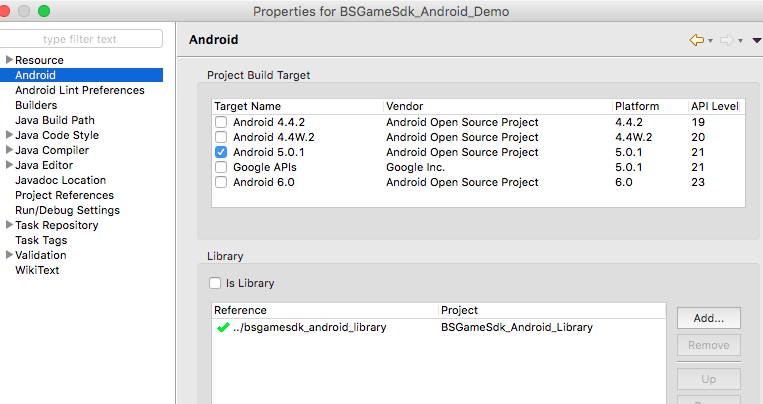 Properties for BSGameSdk_Android_Demo
type filter text
Resource
Android
Android Lint Preferences
Builders
Java Build Path
Java Code Style
Java Compiler
Java Editor
Javadoc Location
Project References
Run/Debug Settings
Task Repository
Task Tags
Validation
WikiText
Android
Project Build Target
Target Name Vendor Platform API Level
Android 4.4.2 Android Open Source Project 4.4.2 19
Android 4.4W.2 Android Open Source Project 4.4W.2 20
Android 5.0.1 Android Open Source Project 5.0.1 21
Google APIs Google Inc. 5.0.1 21
Android 6.0 Android Open Source Project 6.0 23
Library
Is Library
Reference Project
../bsgamesdk_android_library BSGameSdk_Android_Library
Add...
Remove
Up